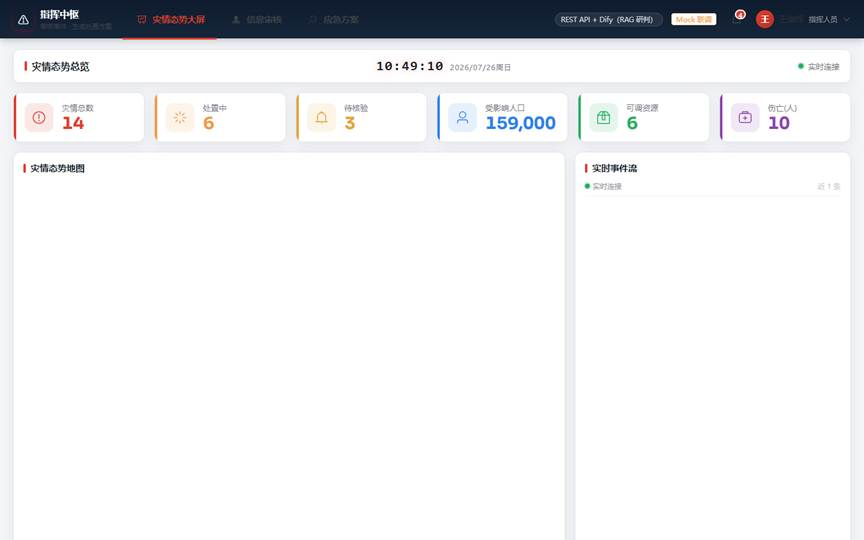 指挥中枢
灾情态势大屏
信息审核
应急方案
REST API + Dify（RAG 研判）
Mock 联调
4
王
指挥人员
灾情态势总览
10:49:10 2026/07/26周日
实时连接
灾情总数
14
处置中
6
待核验
3
受影响人口
159,000
可调资源
6
伤亡(人)
10
灾情态势地图
实时事件流
实时连接
近 1 条